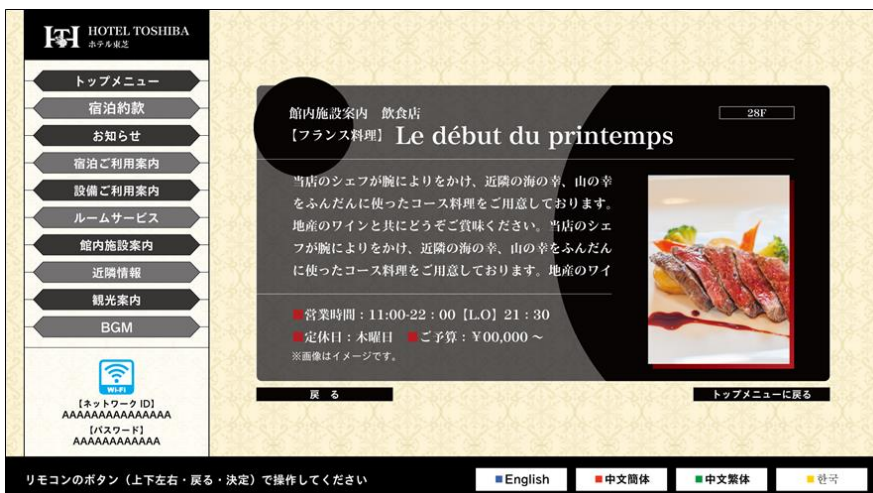 HOTEL TOSHIBA
ホテル東芝
トップメニュー
宿泊約款
お知らせ
宿泊ご利用案内
設備ご利用案内
ルームサービス
館内施設案内
近隣情報
観光案内
BGM
Wi-Fi
【ネットワーク ID】
AAAAAAAAAAAAAAA
【パスワード】
AAAAAAAAAAAA
館内施設案内 飲食店
28F
【フランス料理】 Le début du printemps
当店のシェフが腕によりをかけ、近隣の海の幸、山の幸
をふんだんに使ったコース料理をご用意しております。
地産のワインと共にどうぞご賞味ください。当店のシェ
フが腕によりをかけ、近隣の海の幸、山の幸をふんだん
に使ったコース料理をご用意しております。地産のワイ
■営業時間：11:00-22：00【L.O】21：30
■定休日：木曜日 ■ご予算：￥00,000～
※画像はイメージです。
戻 る
トップメニューに戻る
リモコンのボタン（上下左右・戻る・決定）で操作してください
■English ■中文簡体 ■中文繁体 ■한국